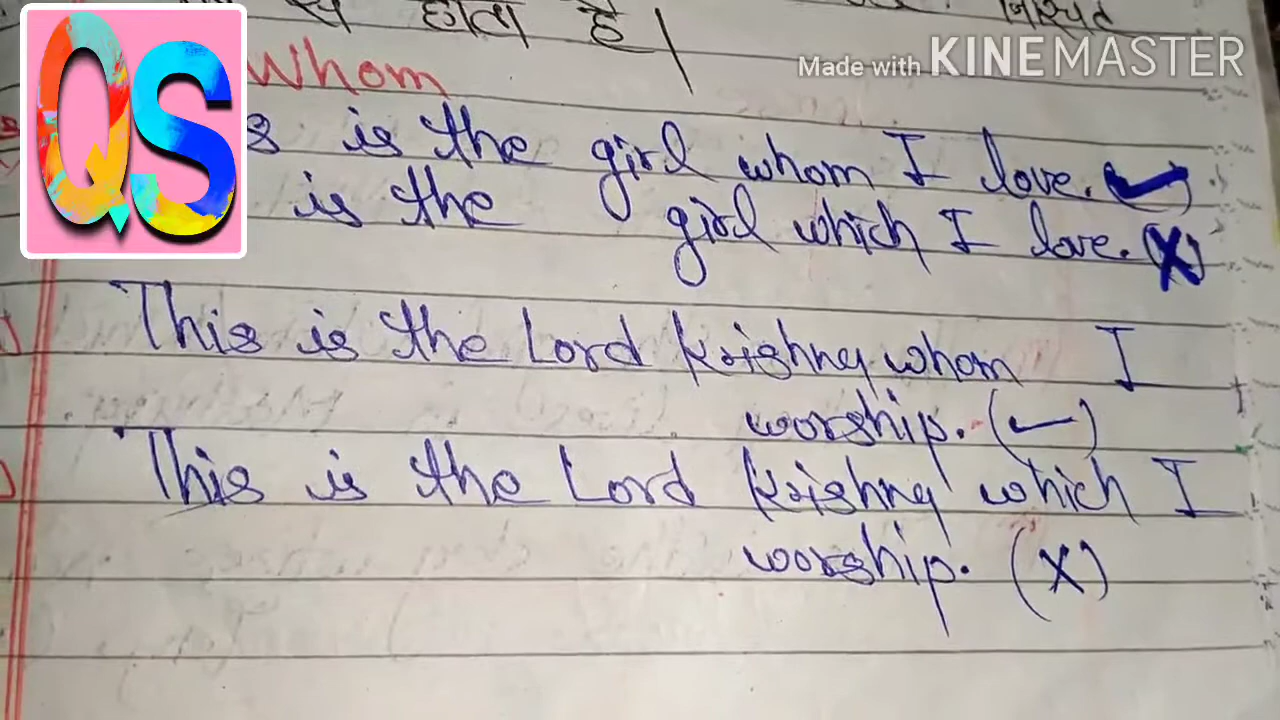 होता है।
QS
Made with KINEMASTER
Whom
is the girl whom I love. (✓)
is the girl which I love. (X)
This is the Lord Krishna whom I
worship. (✓)
This is the Lord Krishna which I
worship. (X)